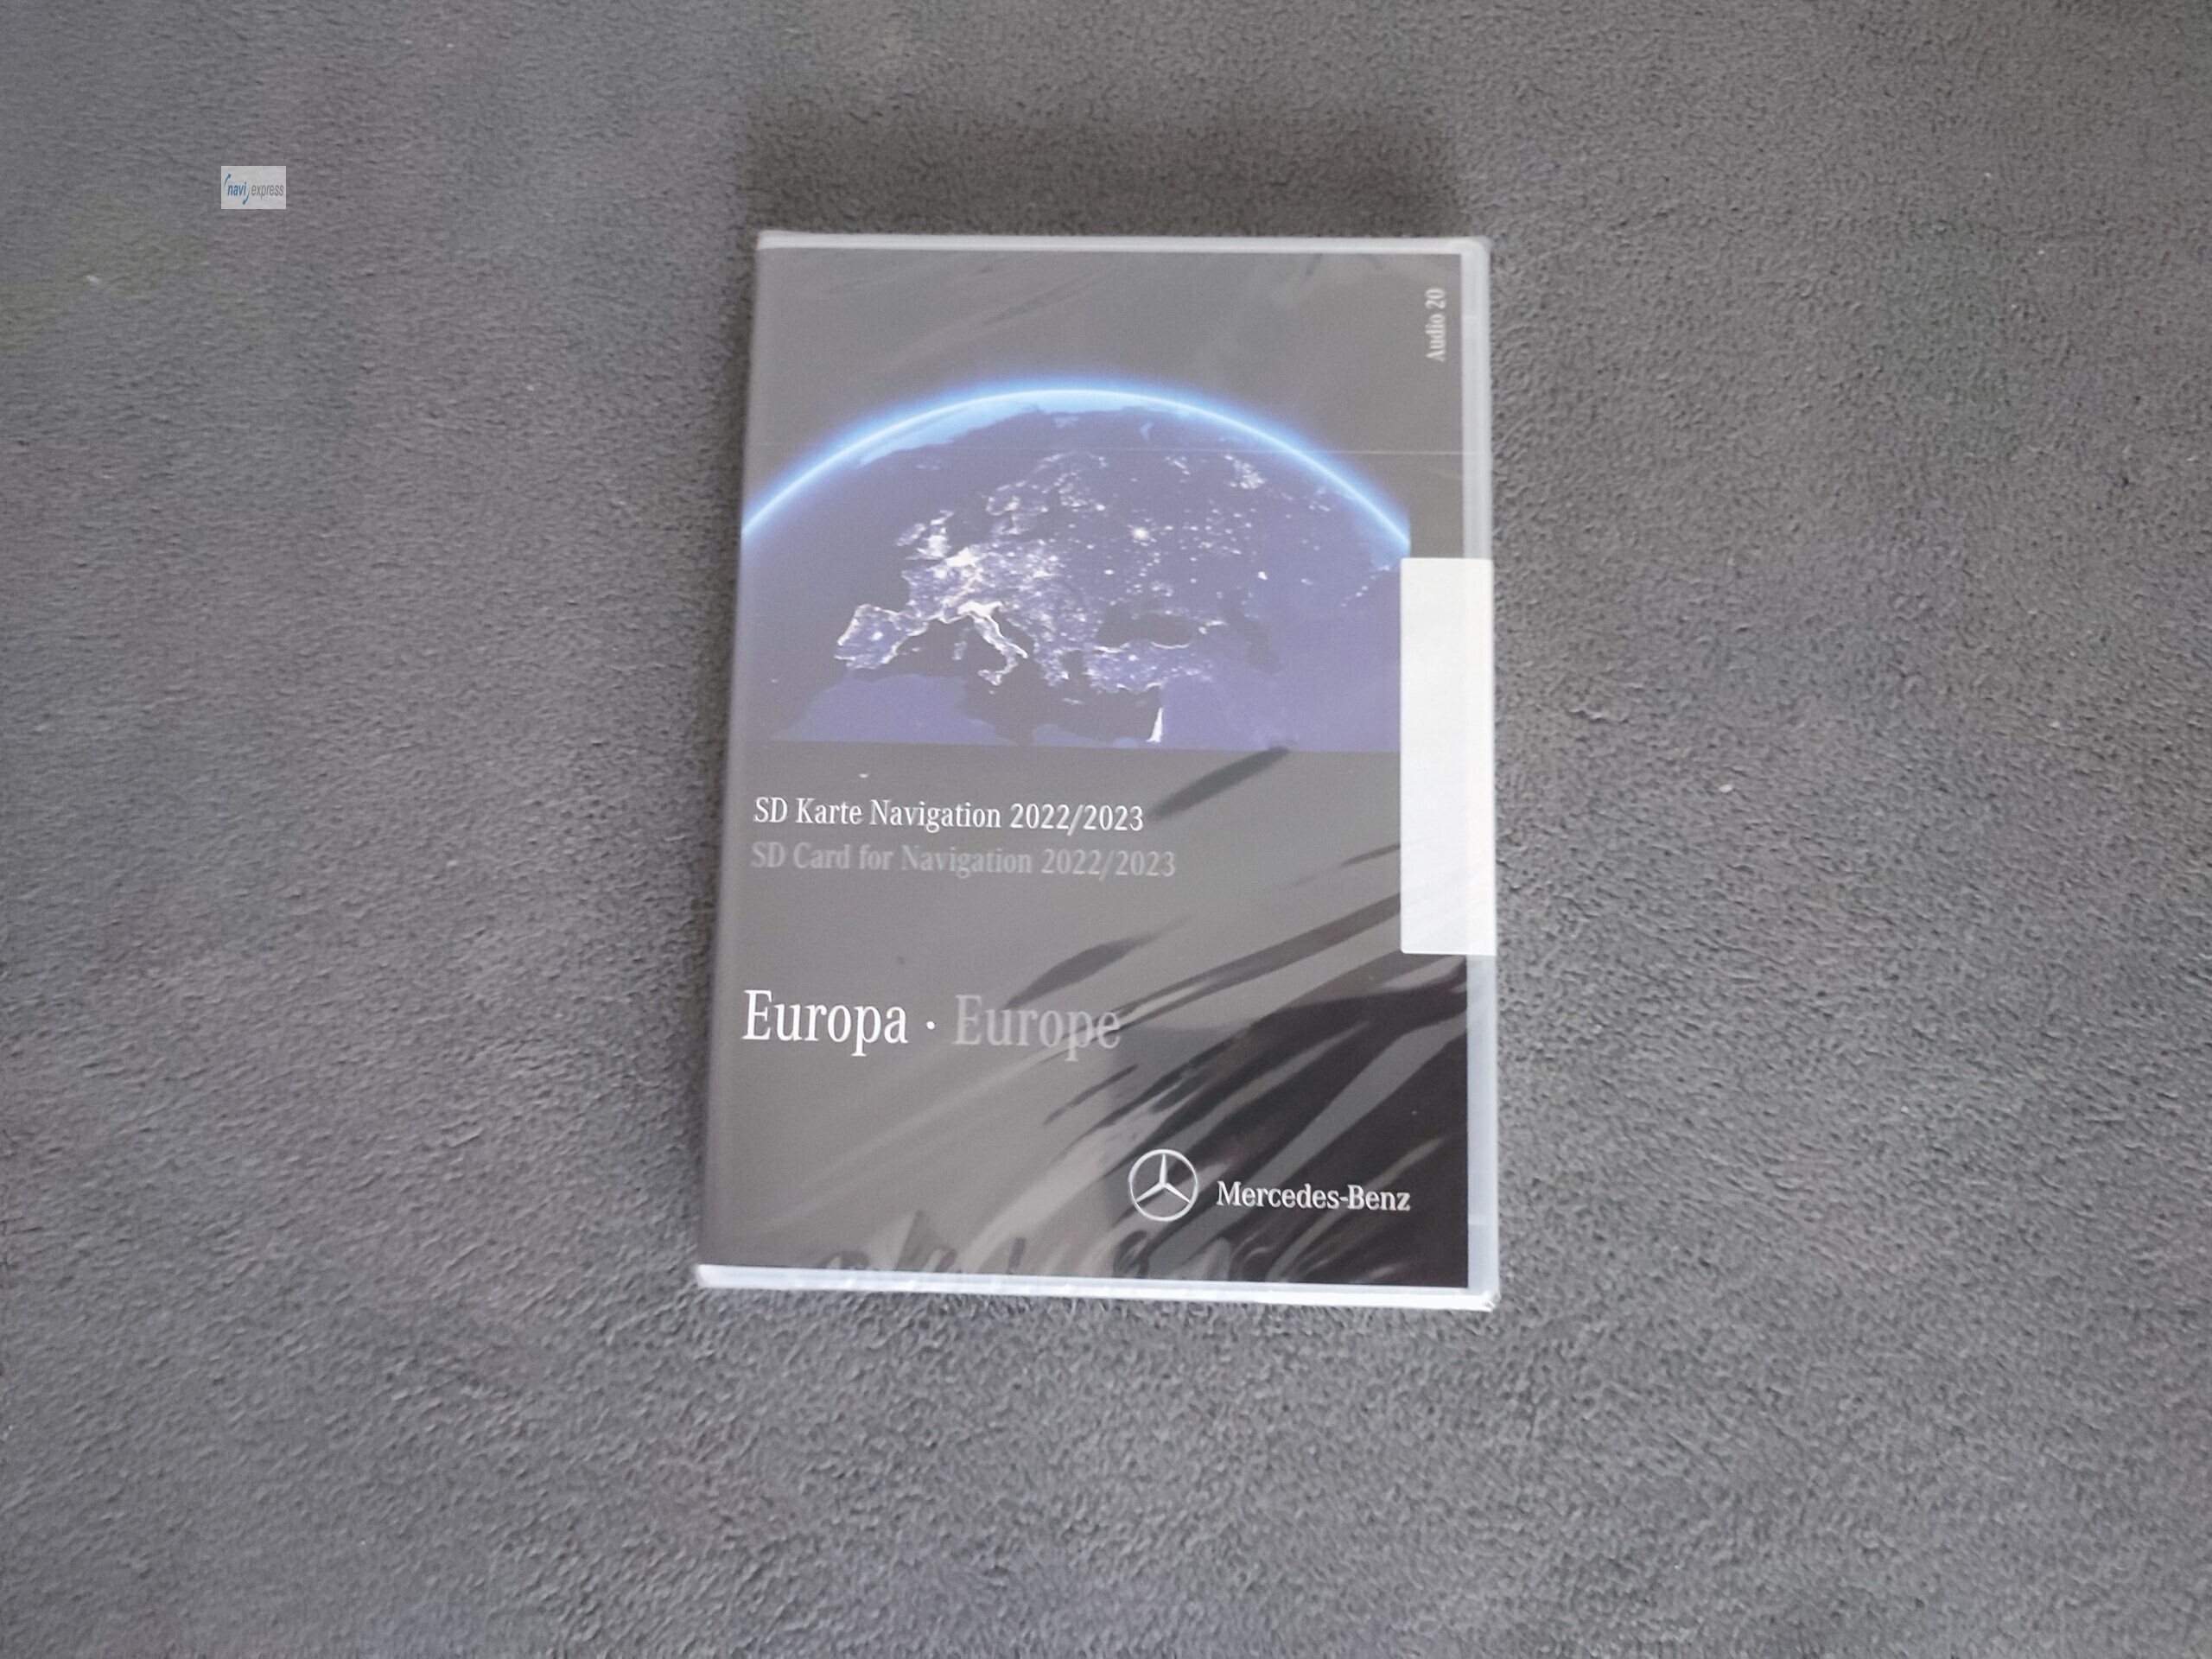 navi express
Audio 20
SD Karte Navigation 2022/2023
SD Card for Navigation 2022/2023
Europa · Europe
Mercedes-Benz